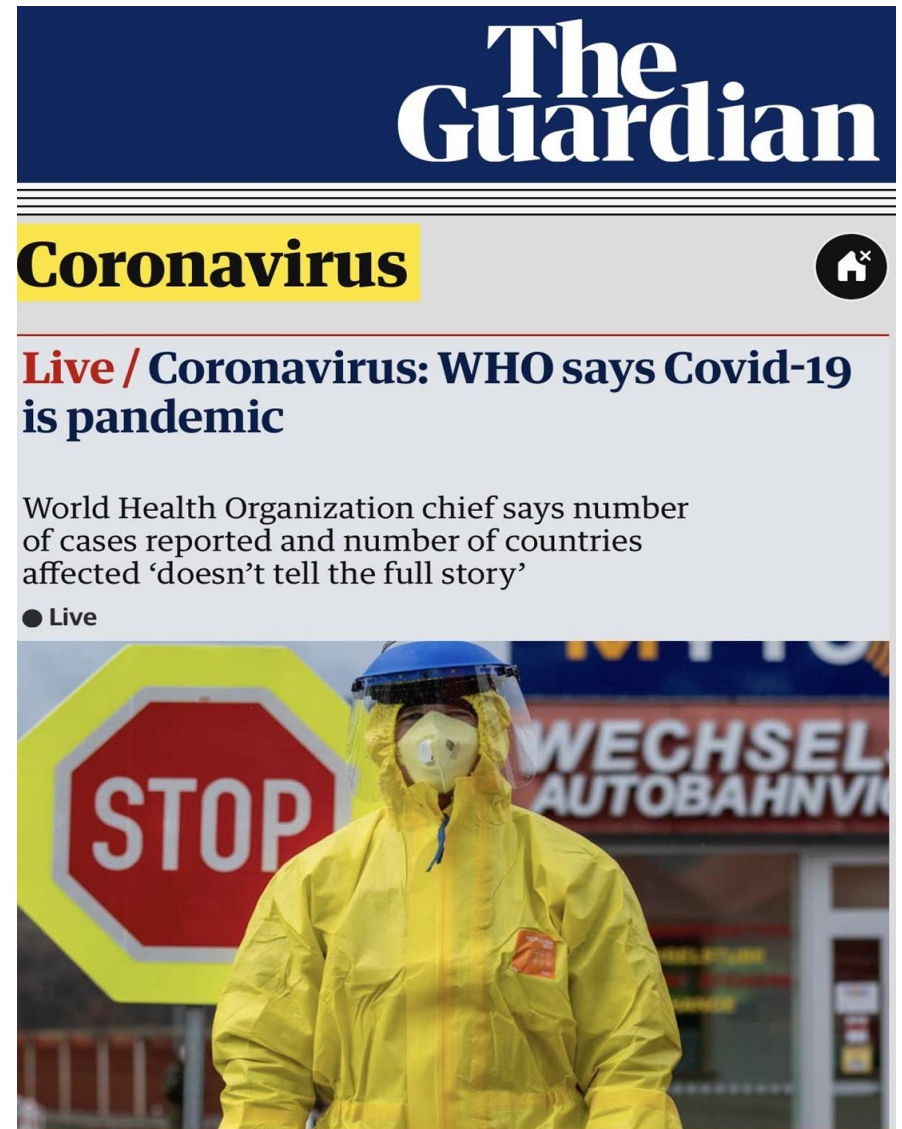 The
Guardian
Coronavirus
Live / Coronavirus: WHO says Covid-19
is pandemic
World Health Organization chief says number
of cases reported and number of countries
affected ‘doesn’t tell the full story’
Live
STOP
WECHSEL